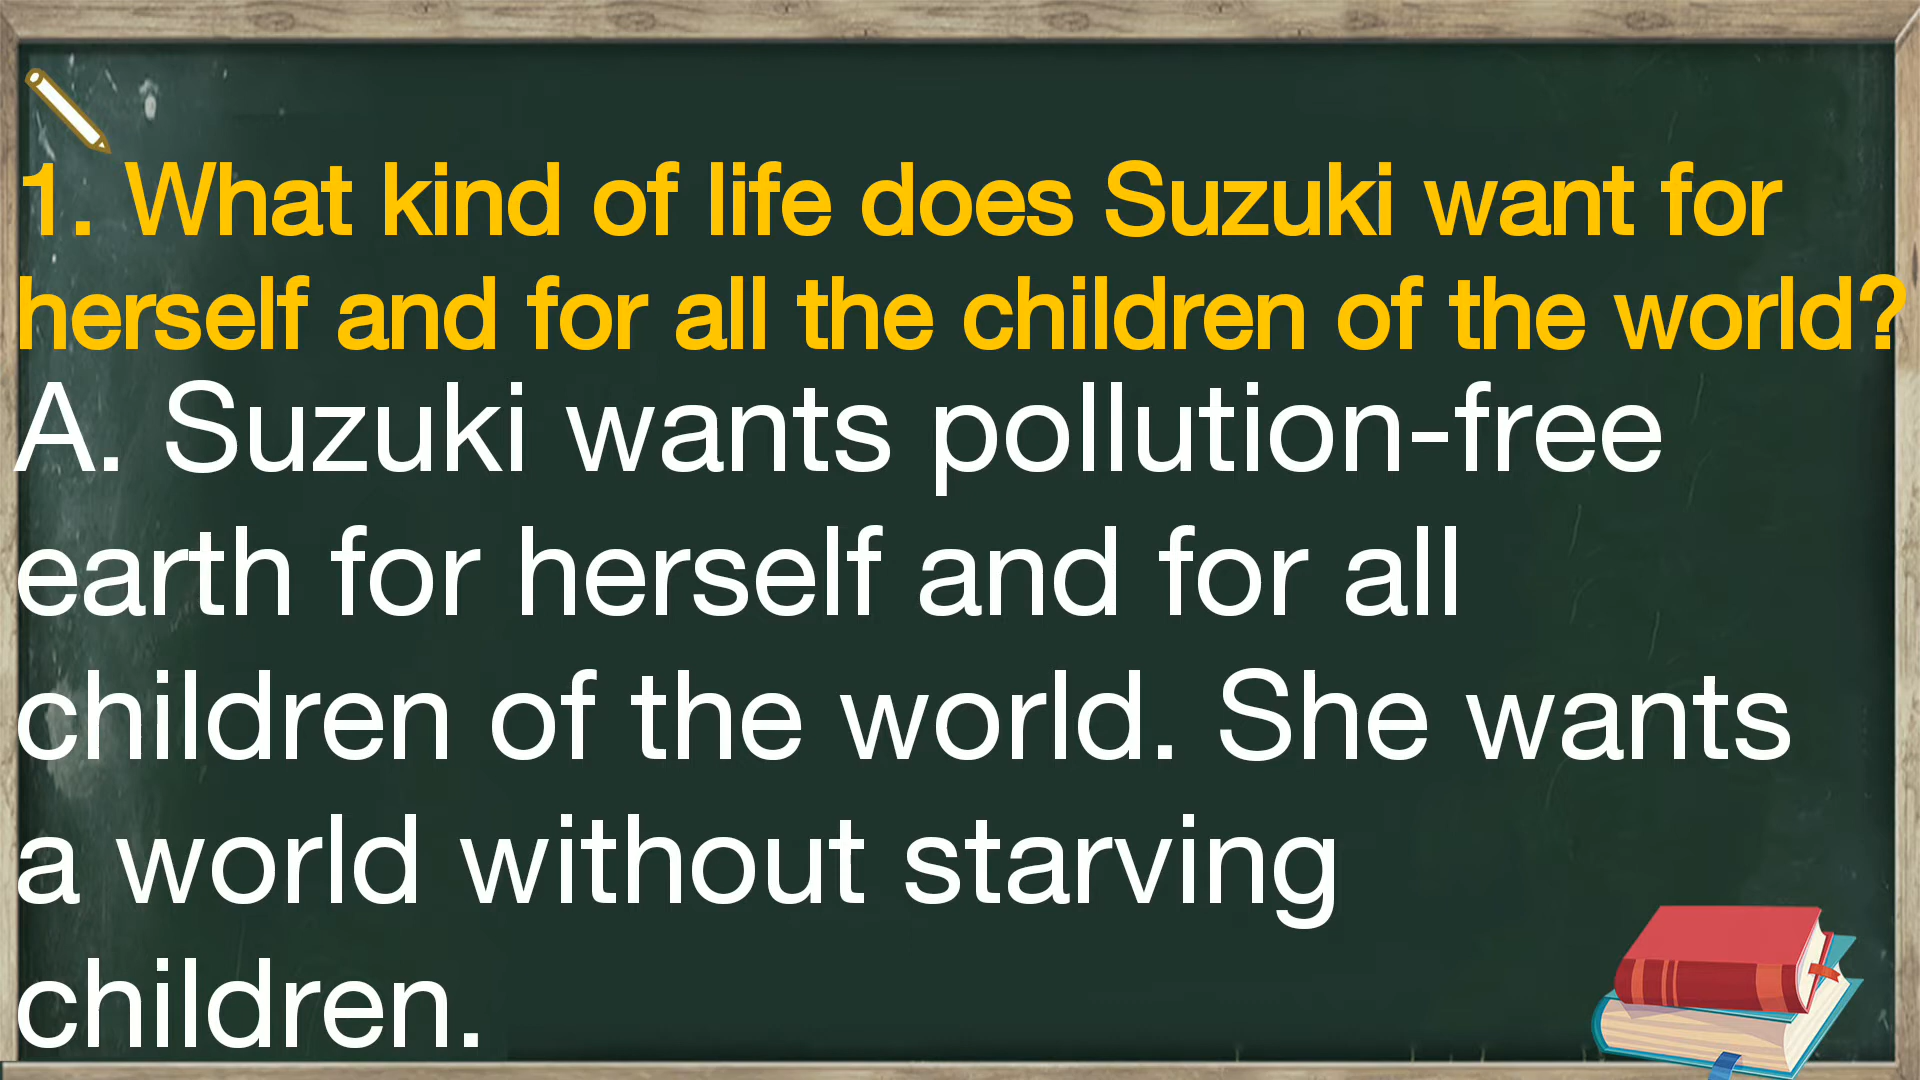 1. What kind of life does Suzuki want for
herself and for all the children of the world?
A. Suzuki wants pollution-free
earth for herself and for all
children of the world. She wants
a world without starving
children.